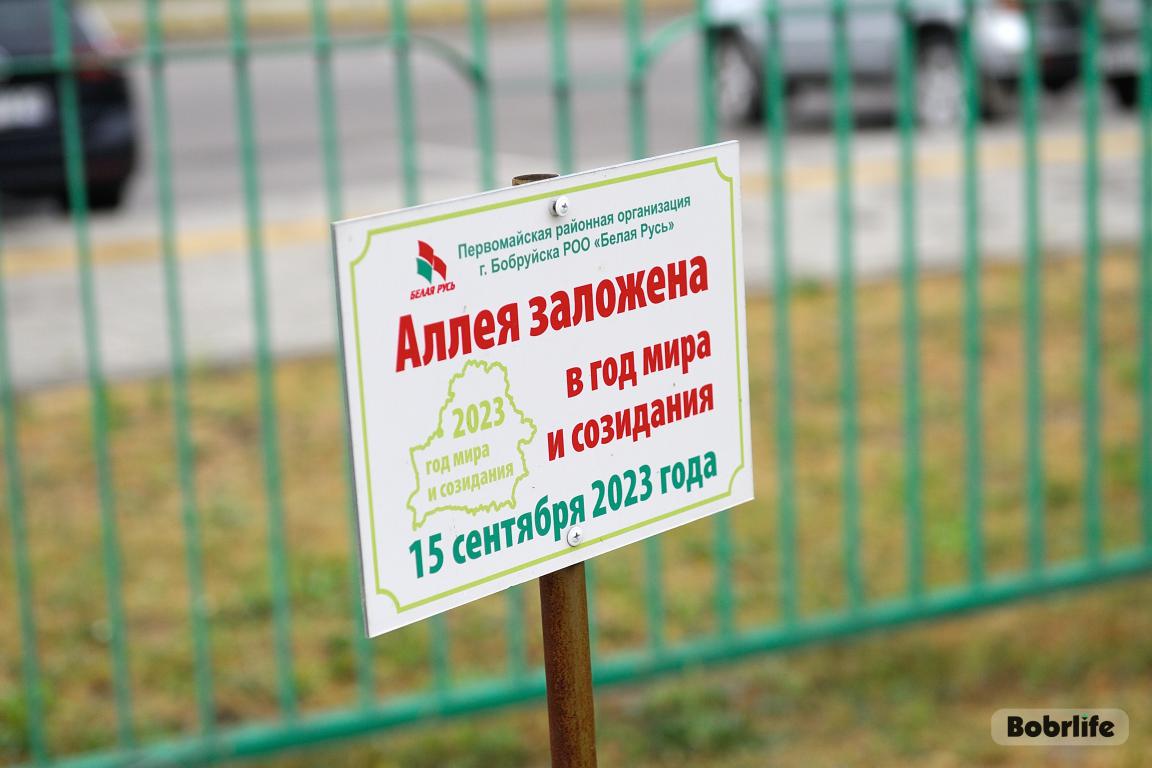 Первомайская районная организация
г. Бобруйска РОО «Белая Русь»
БЕЛАЯ РУСЬ
Аллея заложена
в год мира
и созидания
2023
год мира
и созидания
15 сентября 2023 года
Bobrlife